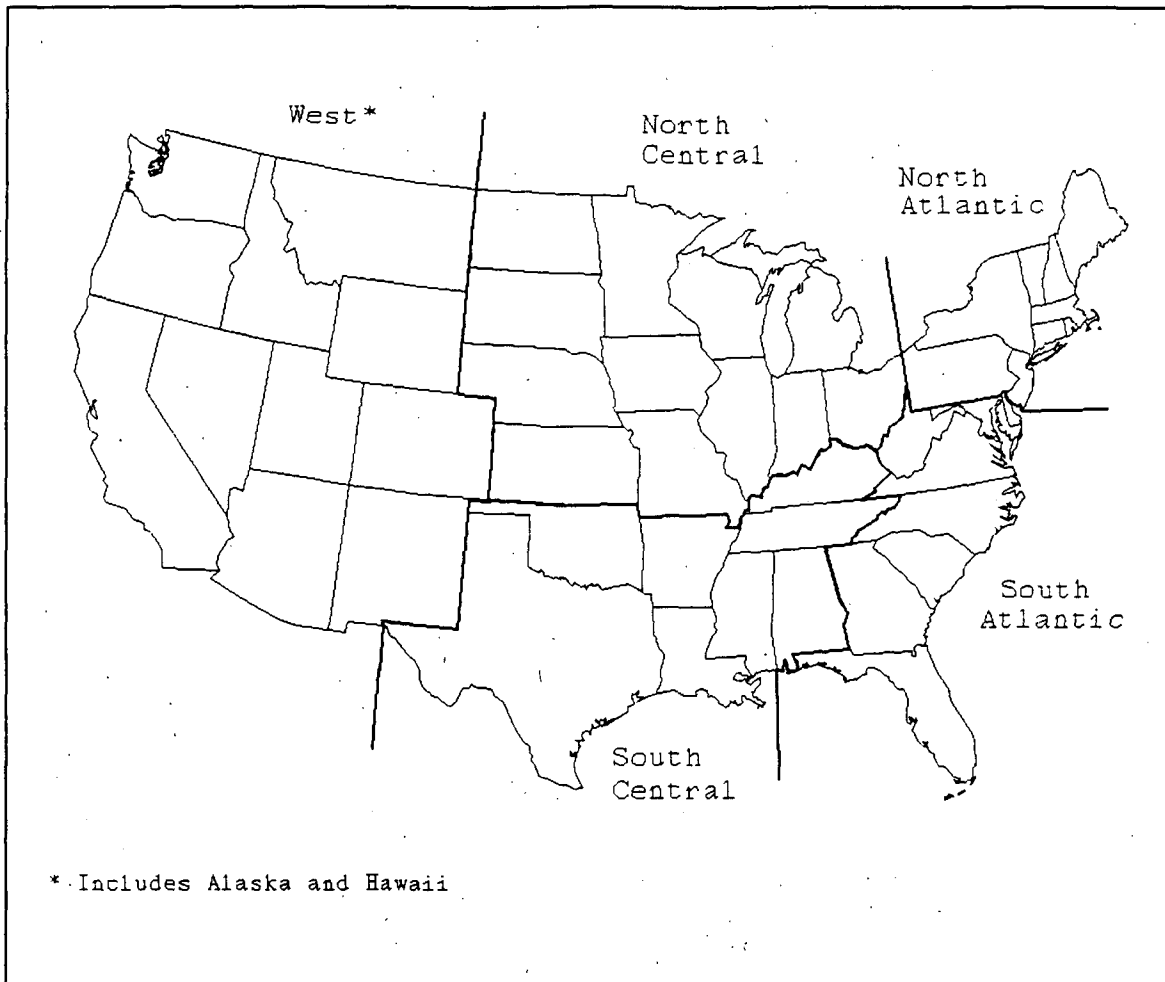 West*
North
Central
North
Atlantic
South
Atlantic
South
Central
* Includes Alaska and Hawaii